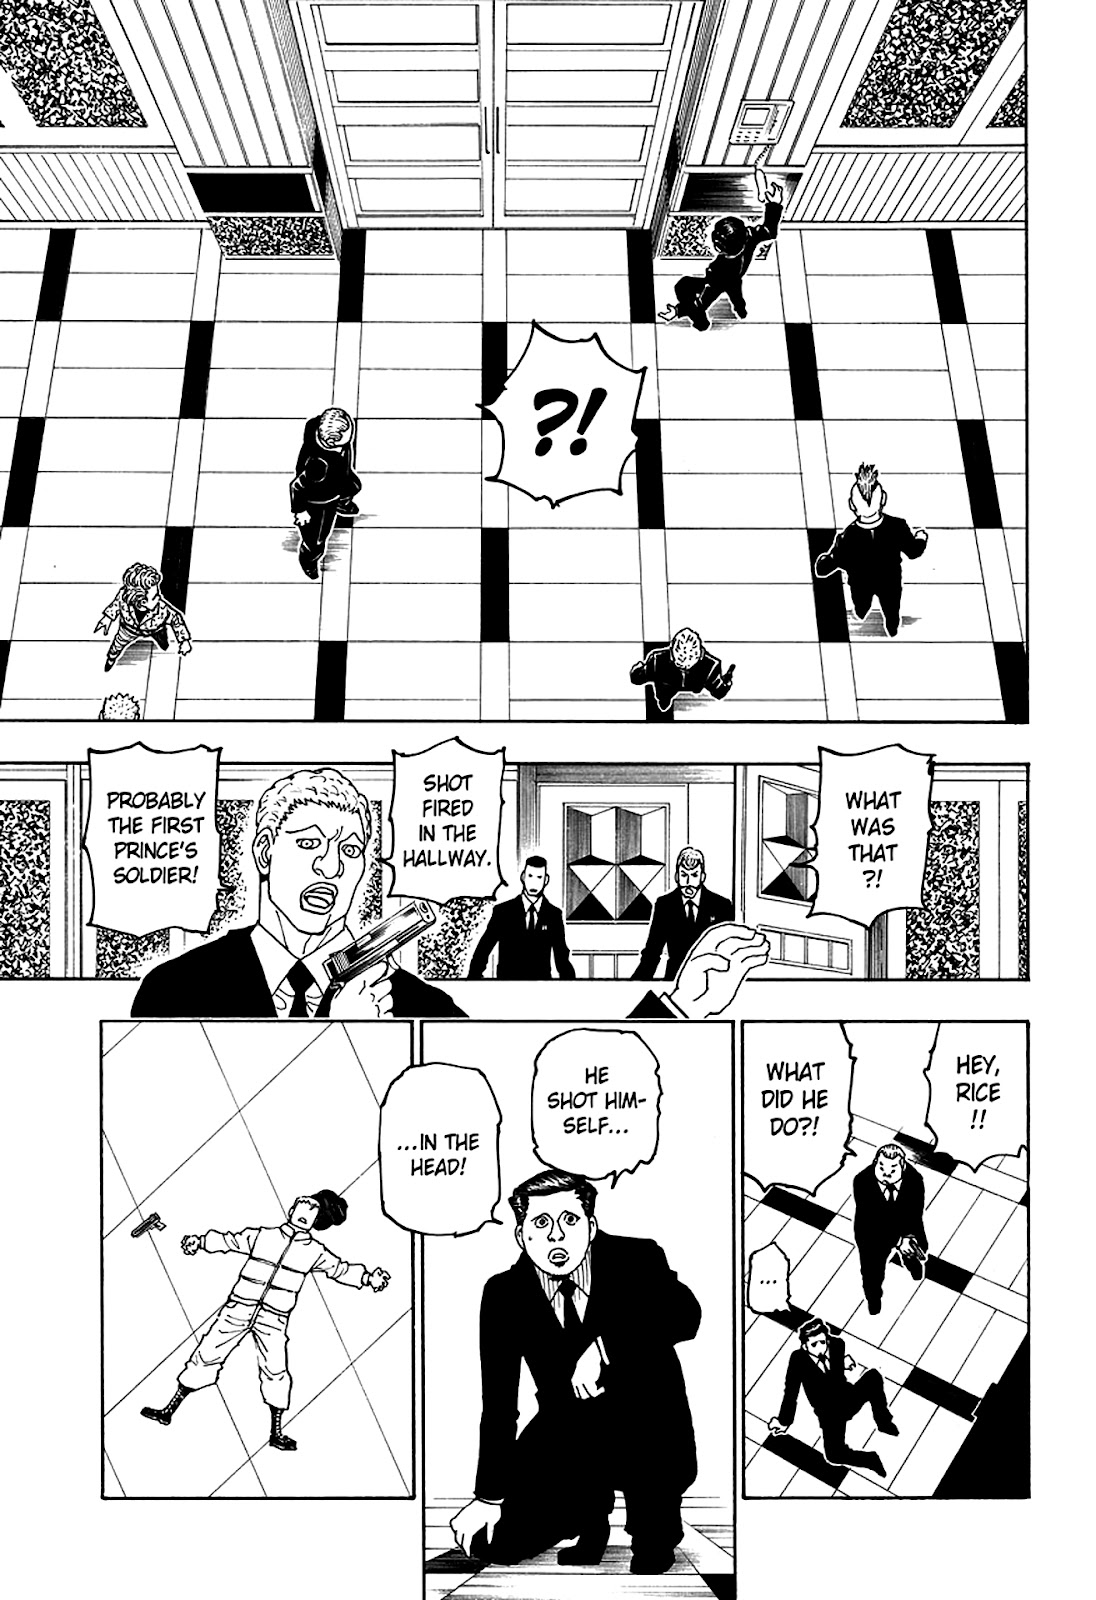 ?!
WHAT
WAS
THAT
?!
SHOT
FIRED
IN THE
HALLWAY.
PROBABLY
THE FIRST
PRINCE'S
SOLDIER!
HEY,
RICE
!!
WHAT
DID HE
DO?!
...
HE
SHOT HIM-
SELF...
...IN THE
HEAD!